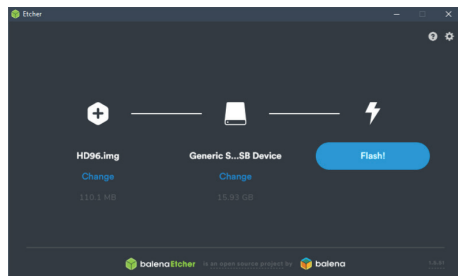 Etcher
HD96.img
Generic S...SB Device
Flash!
Change
Change
110.1 MB
15.93 GB
balenaEtcher is an open source project by balena